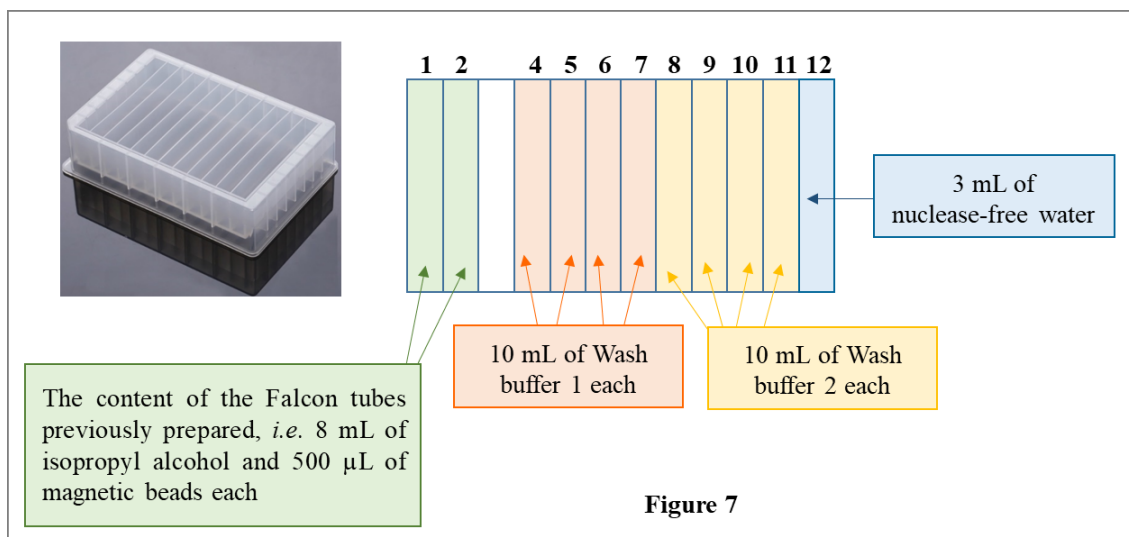 1 2 4 5 6 7 8 9 10 11 12
3 mL of
nuclease-free water
10 mL of Wash
buffer 1 each
10 mL of Wash
buffer 2 each
The content of the Falcon tubes
previously prepared, i.e. 8 mL of
isopropyl alcohol and 500 µL of
magnetic beads each
Figure 7